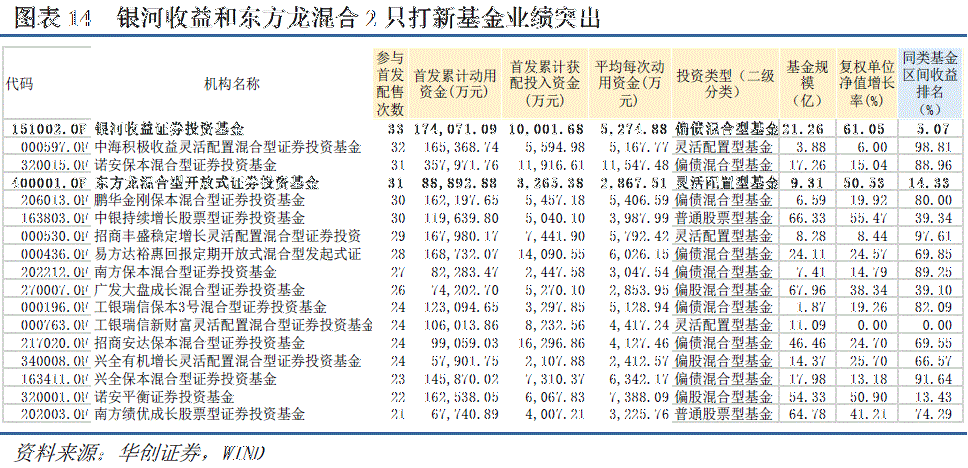 图表 14 银河收益和东方龙混合 2 只打新基金业绩突出
代码 机构名称 参与首发配售次数 首发累计动用资金(万元) 首发累计获配投入资金(万元) 平均每次动用资金(万元) 投资类型（二级分类） 基金规模（亿） 复权单位净值增长率(%) 同类基金区间收益排名(%)
151002.OF 银河收益证券投资基金 33 174,071.09 10,001.68 5,274.88 偏债混合型基金 21.26 61.05 5.07
000597.OF 中海积极收益灵活配置混合型证券投资基金 32 165,368.74 5,594.98 5,167.77 灵活配置型基金 3.88 6.00 98.81
320015.OF 诺安保本混合型证券投资基金 31 357,971.76 11,916.61 11,547.48 偏债混合型基金 17.26 15.04 88.96
400001.OF 东方龙混合型开放式证券投资基金 31 88,892.88 3,265.38 2,867.51 灵活配置型基金 9.31 50.53 14.33
206013.OF 鹏华金刚保本混合型证券投资基金 30 162,197.65 5,457.18 5,406.59 偏债混合型基金 6.59 19.92 80.00
163803.OF 中银持续增长股票型证券投资基金 30 119,639.80 5,040.10 3,987.99 普通股票型基金 66.33 55.47 39.34
000530.OF 招商丰盛稳定增长灵活配置混合型证券投资 29 167,980.17 7,441.90 5,792.42 灵活配置型基金 8.28 8.44 97.61
000436.OF 易方达裕惠回报定期开放式混合型发起式证 28 168,732.07 14,090.55 6,026.15 偏债混合型基金 24.11 24.57 69.85
202212.OF 南方保本混合型证券投资基金 27 82,283.47 2,447.58 3,047.54 偏债混合型基金 7.41 14.79 89.25
270007.OF 广发大盘成长混合型证券投资基金 26 74,202.70 5,270.10 2,853.95 偏股混合型基金 67.96 38.34 39.10
000196.OF 工银瑞信保本3号混合型证券投资基金 24 123,094.65 3,297.85 5,128.94 偏债混合型基金 1.87 19.26 82.09
000763.OF 工银瑞信新财富灵活配置混合型证券投资基金 24 106,013.86 8,232.56 4,417.24 灵活配置型基金 11.09 0.00 0.00
217020.OF 招商安达保本混合型证券投资基金 24 99,059.03 16,296.86 4,127.46 偏债混合型基金 46.46 24.70 69.55
340008.OF 兴全有机增长灵活配置混合型证券投资基金 24 57,901.75 2,107.88 2,412.57 偏股混合型基金 14.37 25.70 66.57
163411.OF 兴全保本混合型证券投资基金 23 145,870.02 7,310.37 6,342.17 偏债混合型基金 17.98 13.18 91.64
320001.OF 诺安平衡证券投资基金 22 162,538.05 6,067.83 7,388.09 偏股混合型基金 54.33 50.90 13.43
202003.OF 南方绩优成长股票型证券投资基金 21 67,740.89 4,007.21 3,225.76 普通股票型基金 64.78 41.21 74.29
资料来源：华创证券，WIND